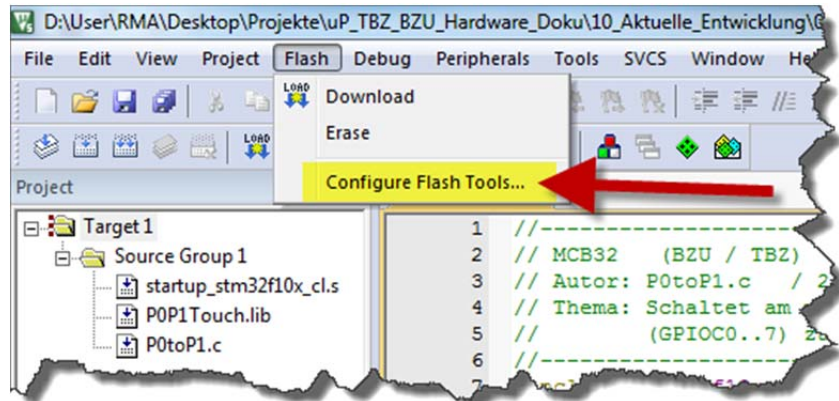 D:\User\RMA\Desktop\Projekte\uP_TBZ_BZU_Hardware_Doku\10_Aktuelle_Entwicklung\
File Edit View Project Flash Debug Peripherals Tools SVCS Window
LOAD Download
Erase
LOAD
Configure Flash Tools...
Project
Target 1
Source Group 1
startup_stm32f10x_cl.s
P0P1Touch.lib
P0toP1.c
1 //---------------------
2 // MCB32 (BZU / TBZ)
3 // Autor: P0toP1.c /
4 // Thema: Schaltet am
5 // (GPIOC0..7)
6 //---------------------